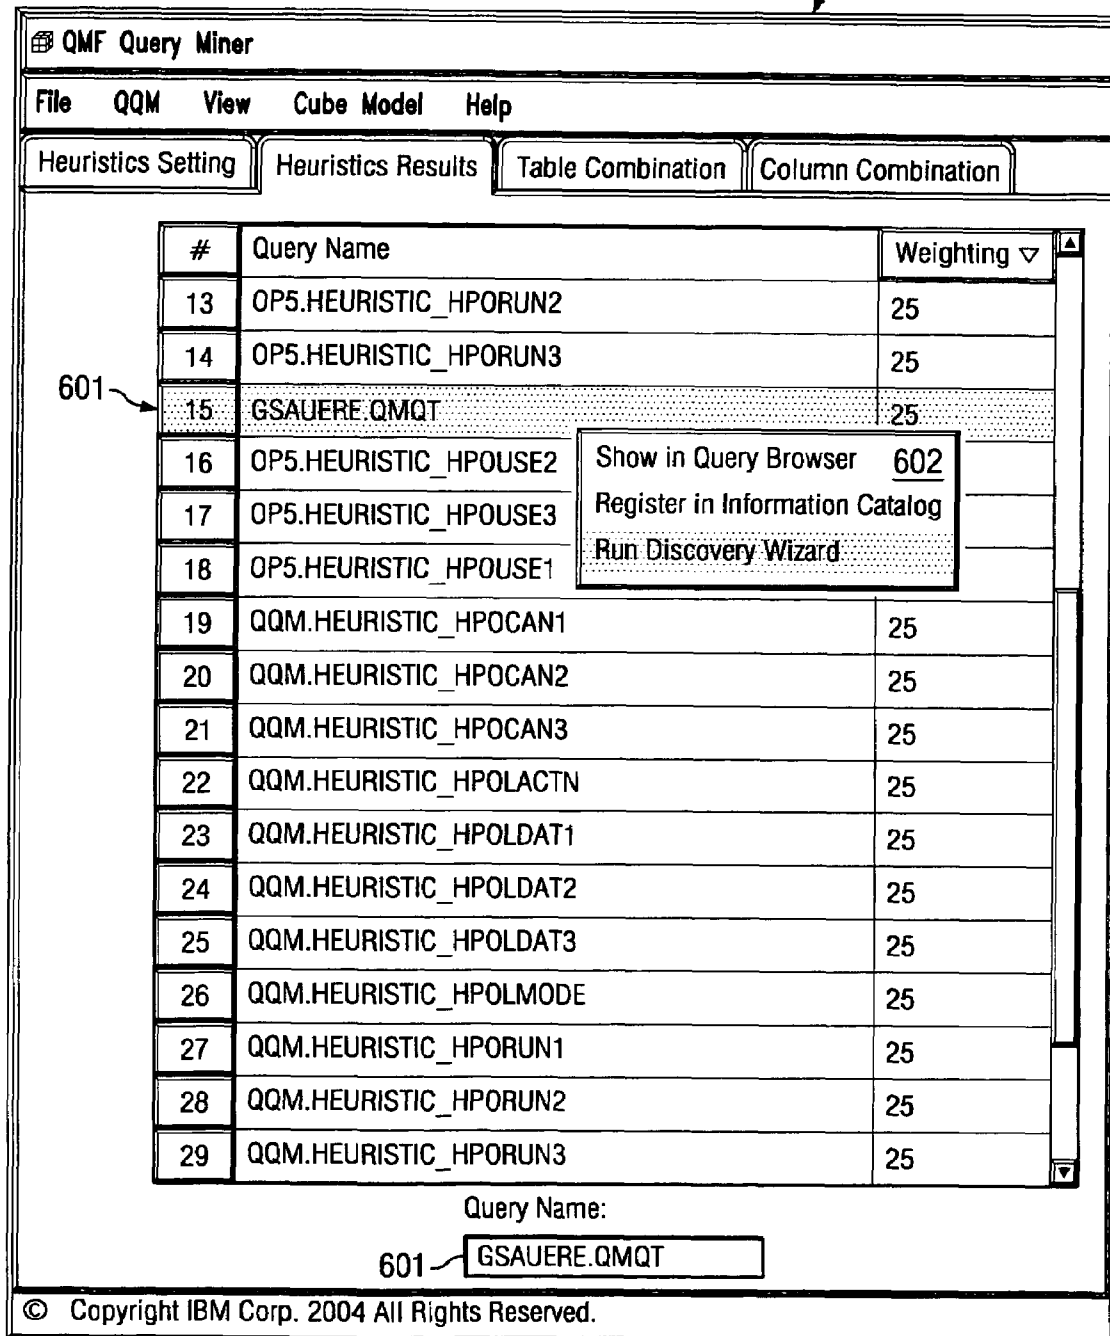 QMF Query Miner
File QQM View Cube Model Help
Heuristics Setting Heuristics Results Table Combination Column Combination
# Query Name Weighting
13 OP5.HEURISTIC_HPORUN2 25
14 OP5.HEURISTIC_HPORUN3 25
601 15 GSAUERE.QMQT 25
16 OP5.HEURISTIC_HPOUSE2
17 OP5.HEURISTIC_HPOUSE3
18 OP5.HEURISTIC_HPOUSE1
Show in Query Browser 602
Register in Information Catalog
Run Discovery Wizard
19 QQM.HEURISTIC_HPOCAN1 25
20 QQM.HEURISTIC_HPOCAN2 25
21 QQM.HEURISTIC_HPOCAN3 25
22 QQM.HEURISTIC_HPOLACTN 25
23 QQM.HEURISTIC_HPOLDAT1 25
24 QQM.HEURISTIC_HPOLDAT2 25
25 QQM.HEURISTIC_HPOLDAT3 25
26 QQM.HEURISTIC_HPOLMODE 25
27 QQM.HEURISTIC_HPORUN1 25
28 QQM.HEURISTIC_HPORUN2 25
29 QQM.HEURISTIC_HPORUN3 25
Query Name:
601 GSAUERE.QMQT
© Copyright IBM Corp. 2004 All Rights Reserved.